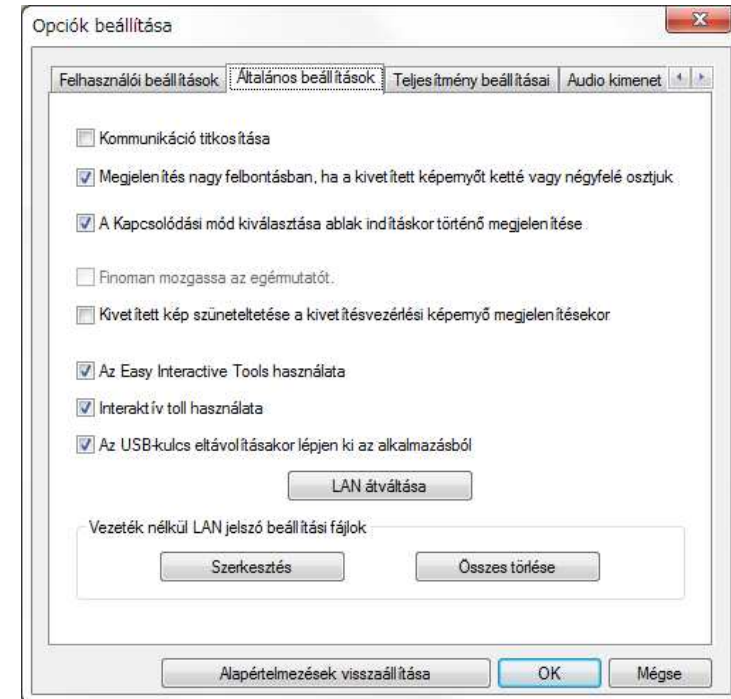 Opciók beállítása
Felhasználói beállítások Általános beállítások Teljesítmény beállításai Audio kimenet
Kommunikáció titkosítása
Megjelenítés nagy felbontásban, ha a kivetített képernyőt ketté vagy négyfelé osztjuk
A Kapcsolódási mód kiválasztása ablak indításkor történő megjelenítése
Finoman mozgassa az egérmutatót.
Kivetített kép szüneteltetése a kivetítésvezérlési képernyő megjelenítésekor
Az Easy Interactive Tools használata
Interaktív toll használata
Az USB-kulcs eltávolításakor lépjen ki az alkalmazásból
LAN átváltása
Vezeték nélkül LAN jelszó beállítási fájlok
Szerkesztés Összes törlése
Alapértelmezések visszaállítása OK Mégse